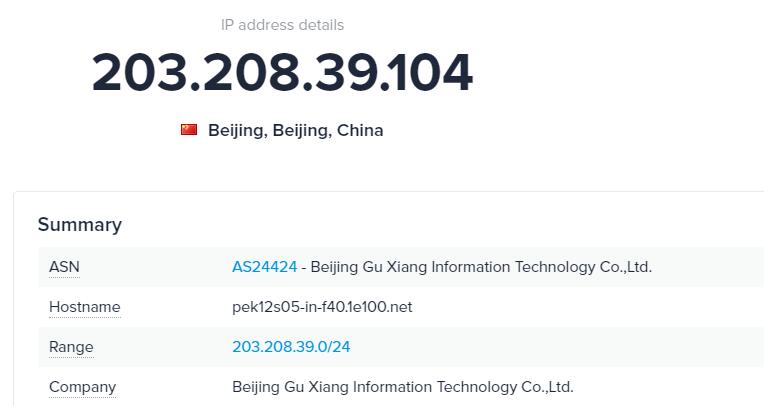 IP address details
203.208.39.104
Beijing, Beijing, China
Summary
ASN AS24424 - Beijing Gu Xiang Information Technology Co.,Ltd.
Hostname pek12s05-in-f40.1e100.net
Range 203.208.39.0/24
Company Beijing Gu Xiang Information Technology Co.,Ltd.